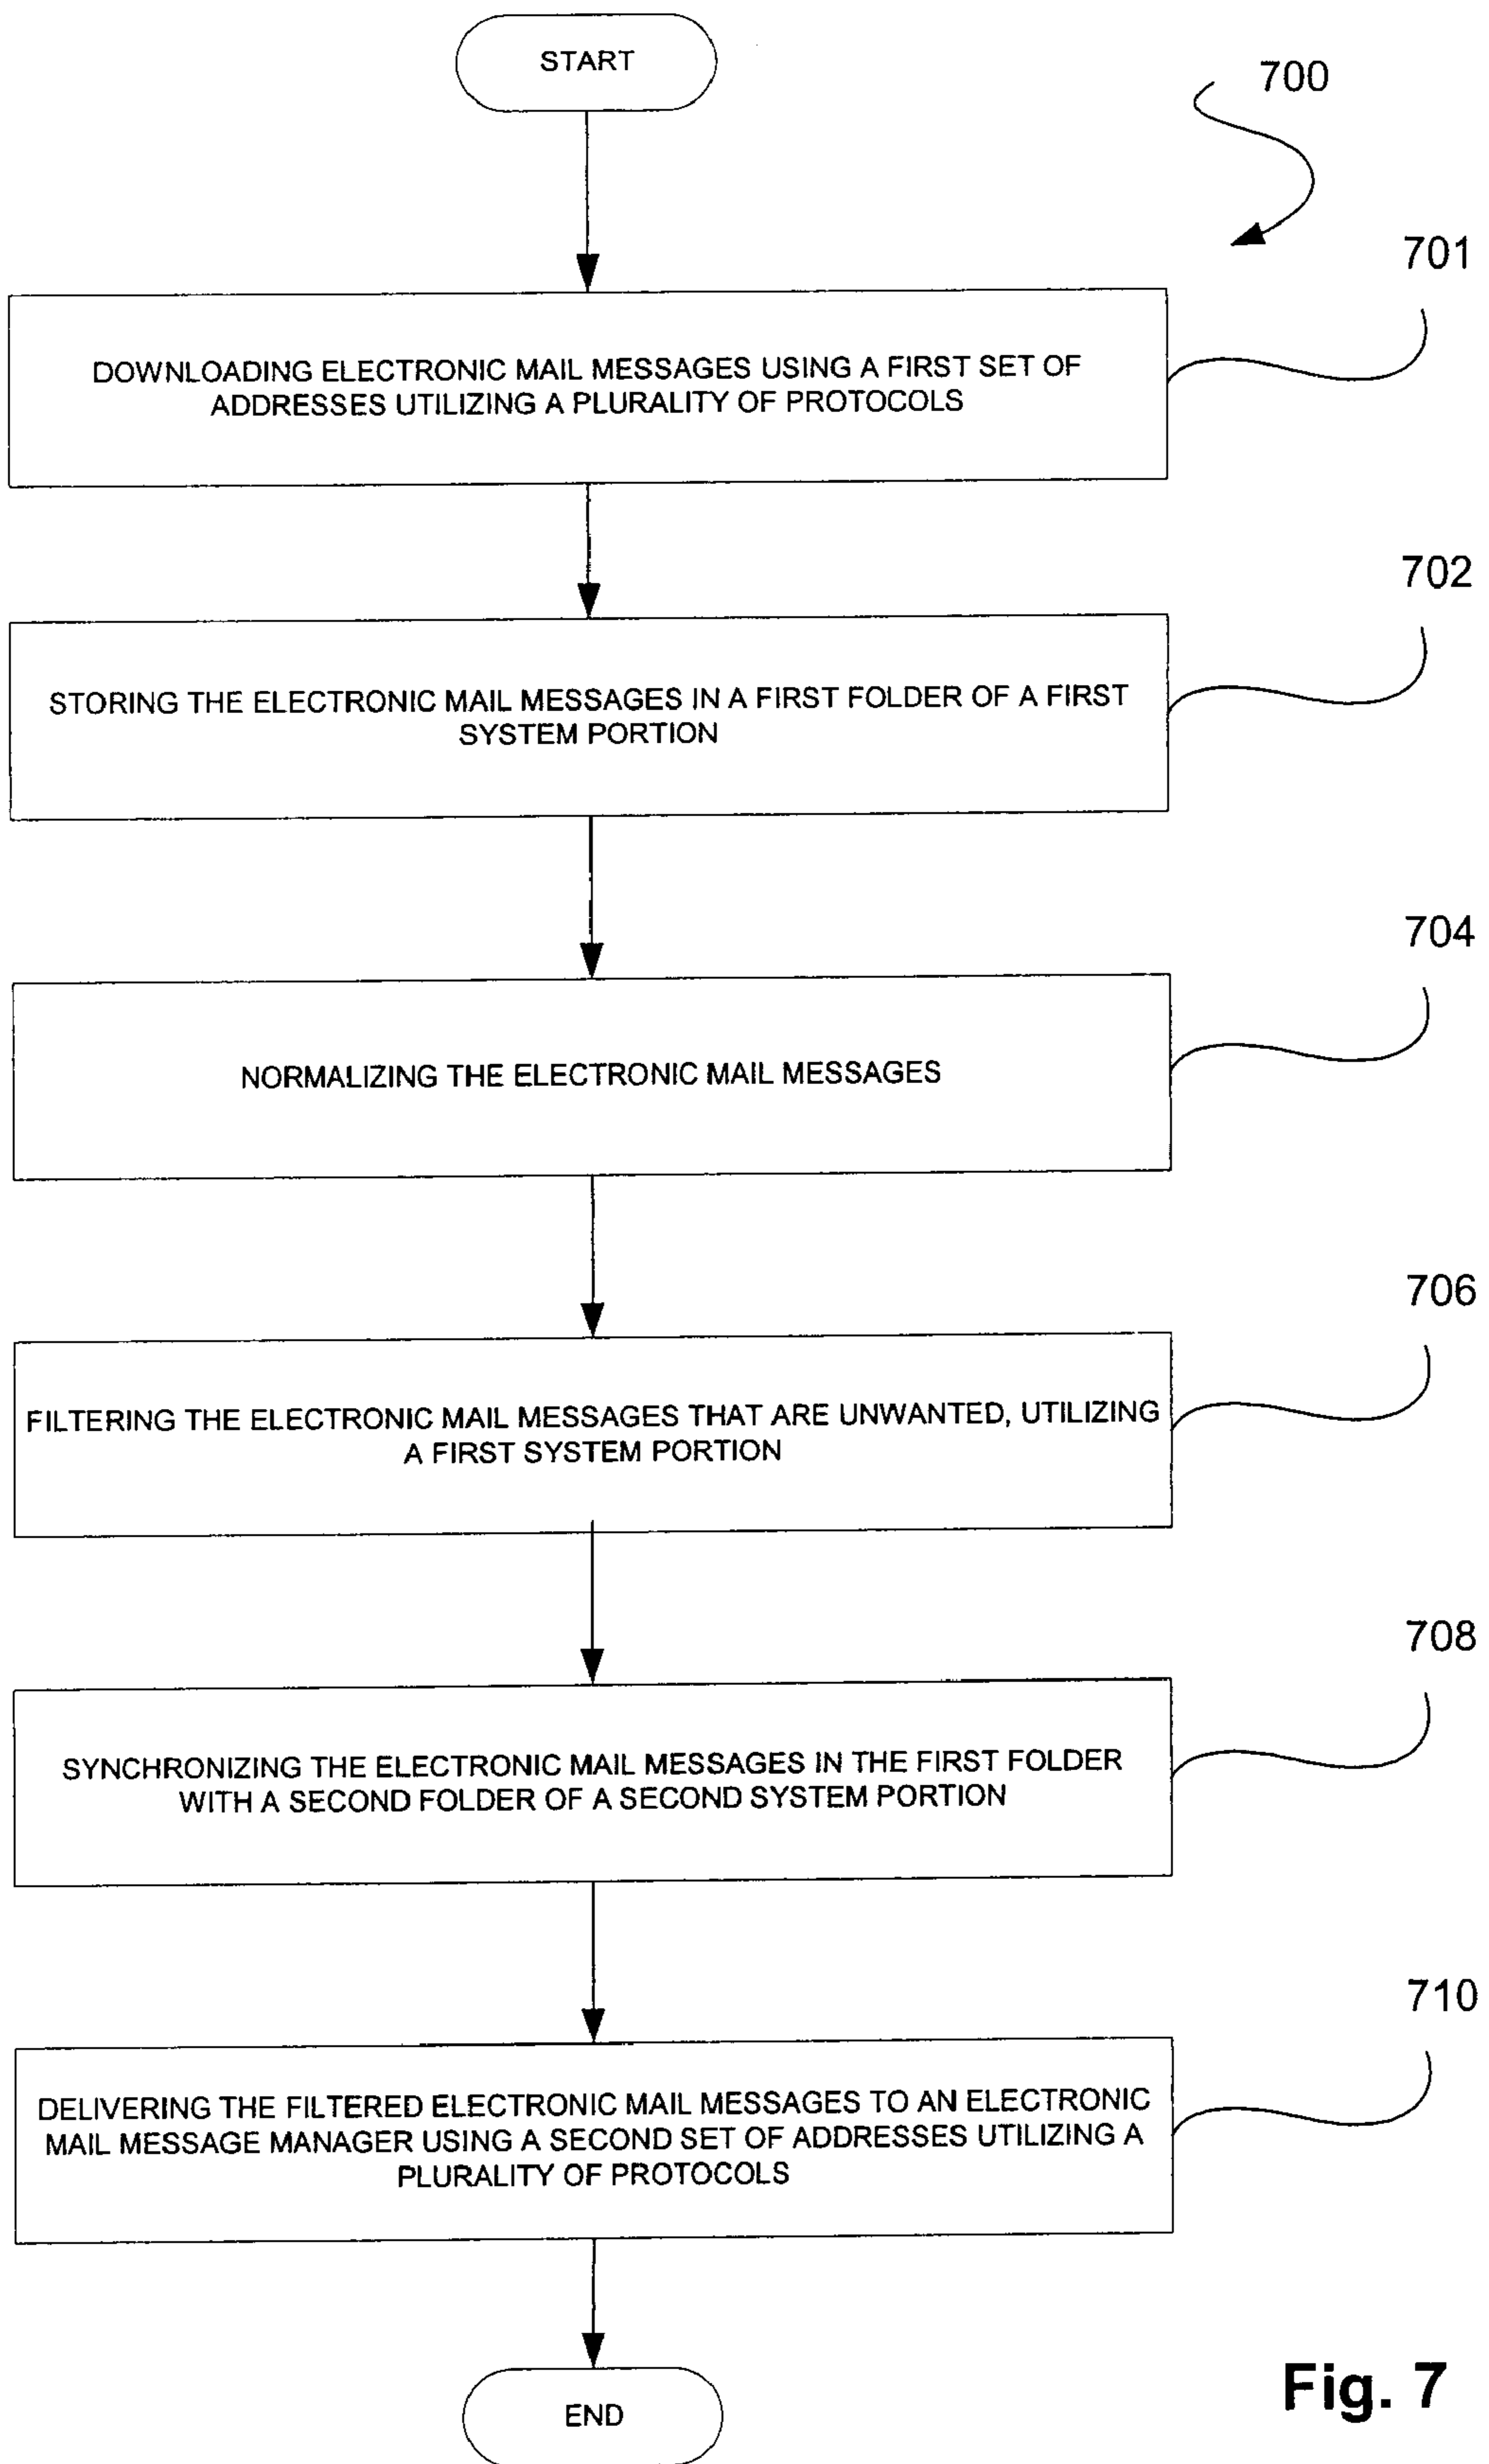 START
700
701
DOWNLOADING ELECTRONIC MAIL MESSAGES USING A FIRST SET OF
ADDRESSES UTILIZING A PLURALITY OF PROTOCOLS
702
STORING THE ELECTRONIC MAIL MESSAGES IN A FIRST FOLDER OF A FIRST
SYSTEM PORTION
704
NORMALIZING THE ELECTRONIC MAIL MESSAGES
706
FILTERING THE ELECTRONIC MAIL MESSAGES THAT ARE UNWANTED, UTILIZING
A FIRST SYSTEM PORTION
708
SYNCHRONIZING THE ELECTRONIC MAIL MESSAGES IN THE FIRST FOLDER
WITH A SECOND FOLDER OF A SECOND SYSTEM PORTION
710
DELIVERING THE FILTERED ELECTRONIC MAIL MESSAGES TO AN ELECTRONIC
MAIL MESSAGE MANAGER USING A SECOND SET OF ADDRESSES UTILIZING A
PLURALITY OF PROTOCOLS
END
Fig. 7